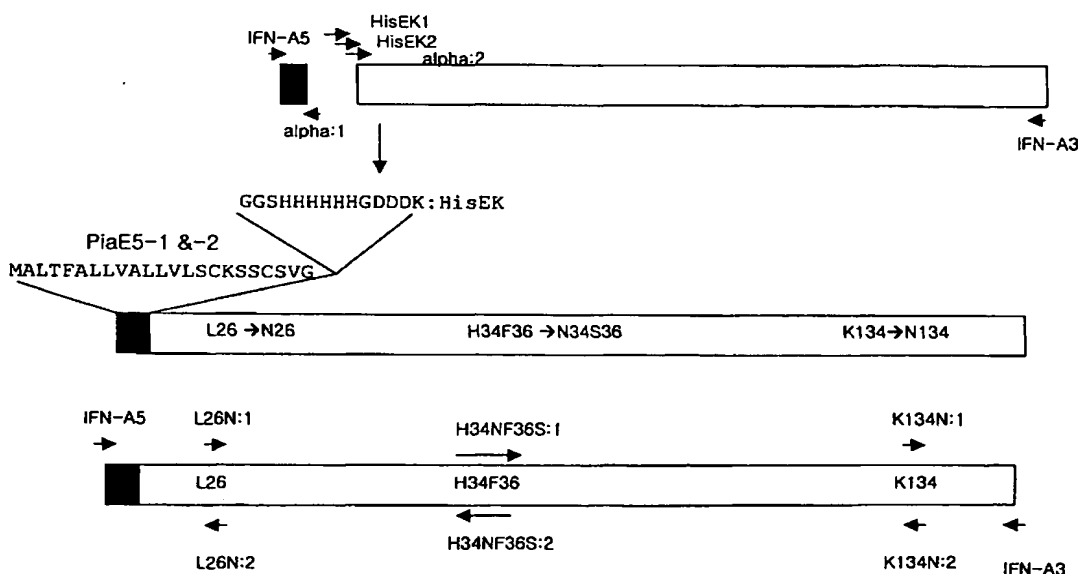 HisEK1
IFN-A5
HisEK2
alpha:2
alpha:1
IFN-A3
GGSHHHHHHGDDDK:HisEK
PiaE5-1 &-2
MALTFALLVALLVLSCKSSCSVG
L26 →N26
H34F36 →N34S36
K134→N134
IFN-A5
L26N:1
H34NF36S:1
K134N:1
L26
H34F36
K134
L26N:2
H34NF36S:2
K134N:2
IFN-A3